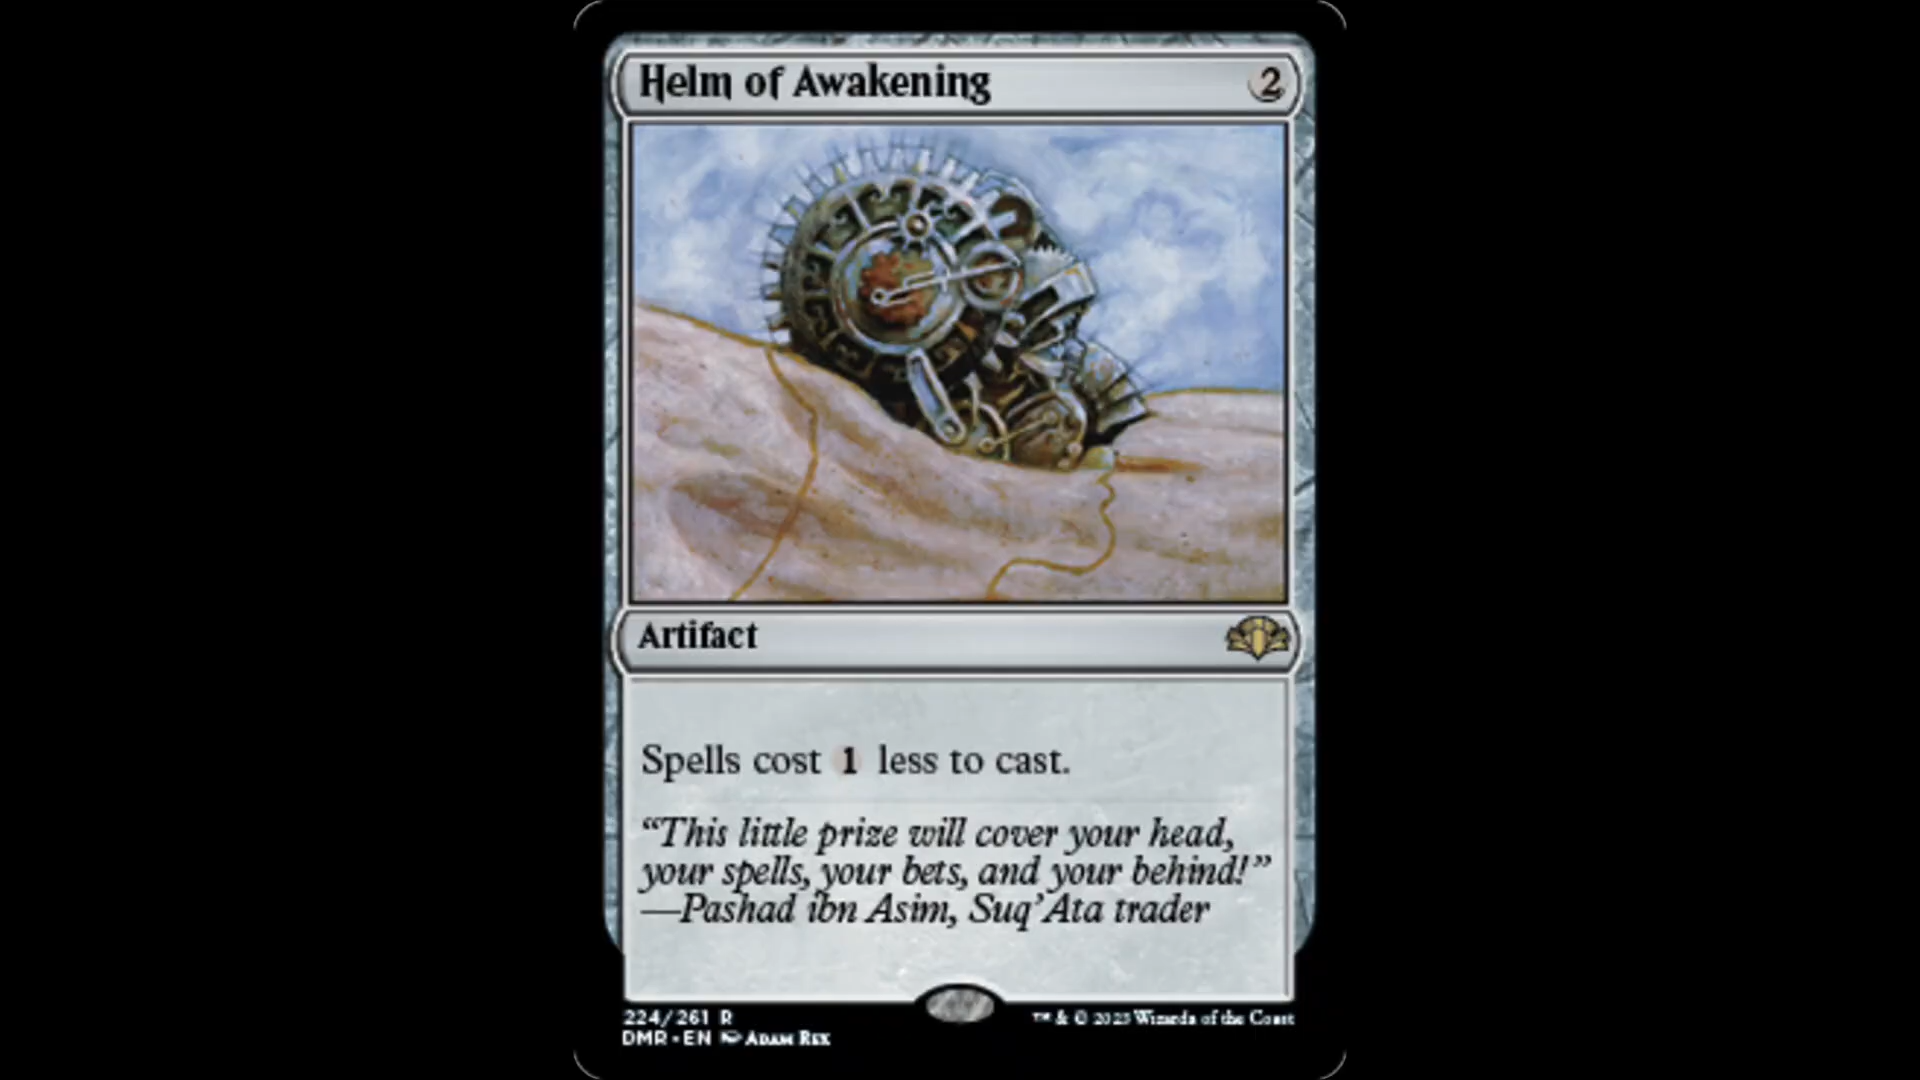 Helm of Awakening 2
Artifact
Spells cost 1 less to cast.
“This little prize will cover your head,
your spells, your bets, and your behind!”
—Pashad ibn Asim, Suq’Ata trader
224/261 R
™ & © 2023 Wizards of the Coast
DMR • EN Adam Rex